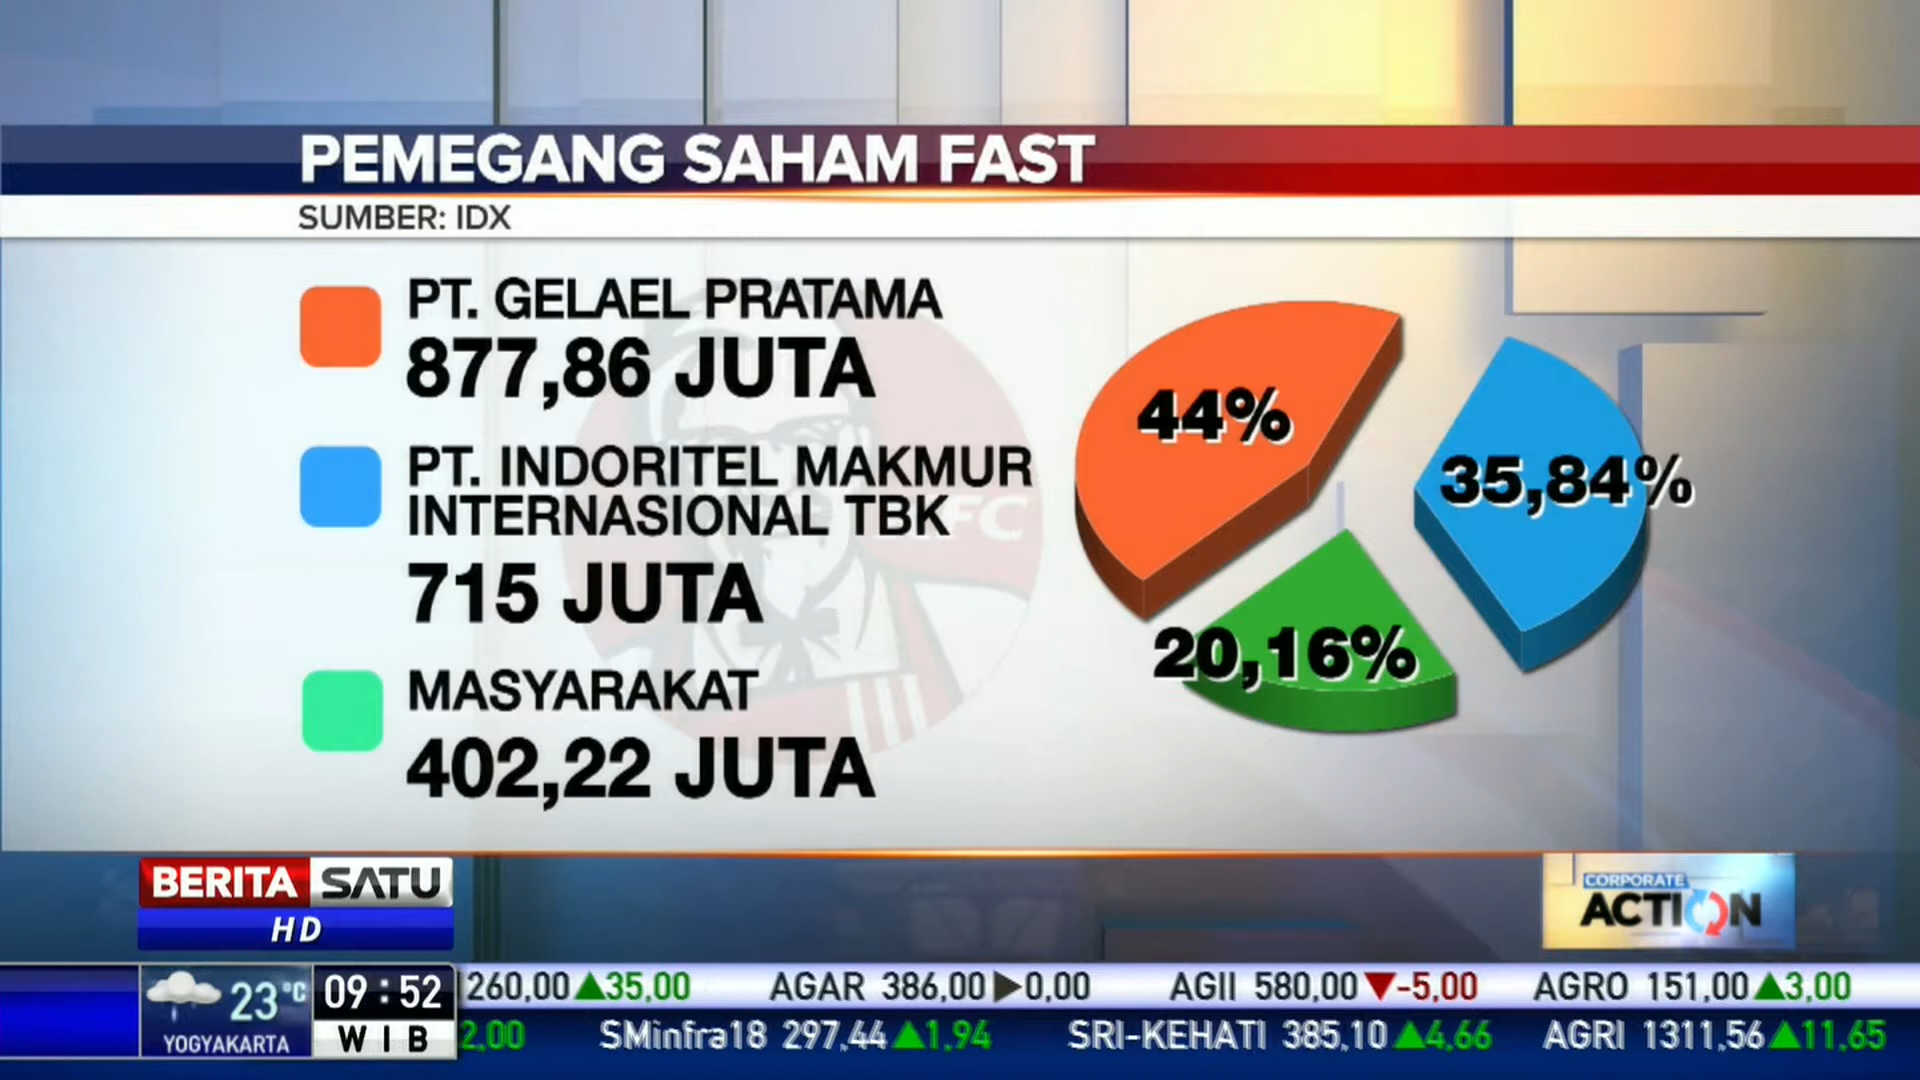 PEMEGANG SAHAM FAST
SUMBER: IDX
PT. GELAEL PRATAMA
877,86 JUTA
PT. INDORITEL MAKMUR
INTERNASIONAL TBK
715 JUTA
MASYARAKAT
402,22 JUTA
44%
35,84%
20,16%
KFC
BERITA SATU
HD
CORPORATE
ACTION
23°C
YOGYAKARTA
09:52
WIB
260,00▲35,00 AGAR 386,00▶0,00 AGII 580,00▼-5,00 AGRO 151,00▲3,00
2,00 SMinfra18 297,44▲1,94 SRI-KEHATI 385,10▲4,66 AGRI 1311,56▲11,65